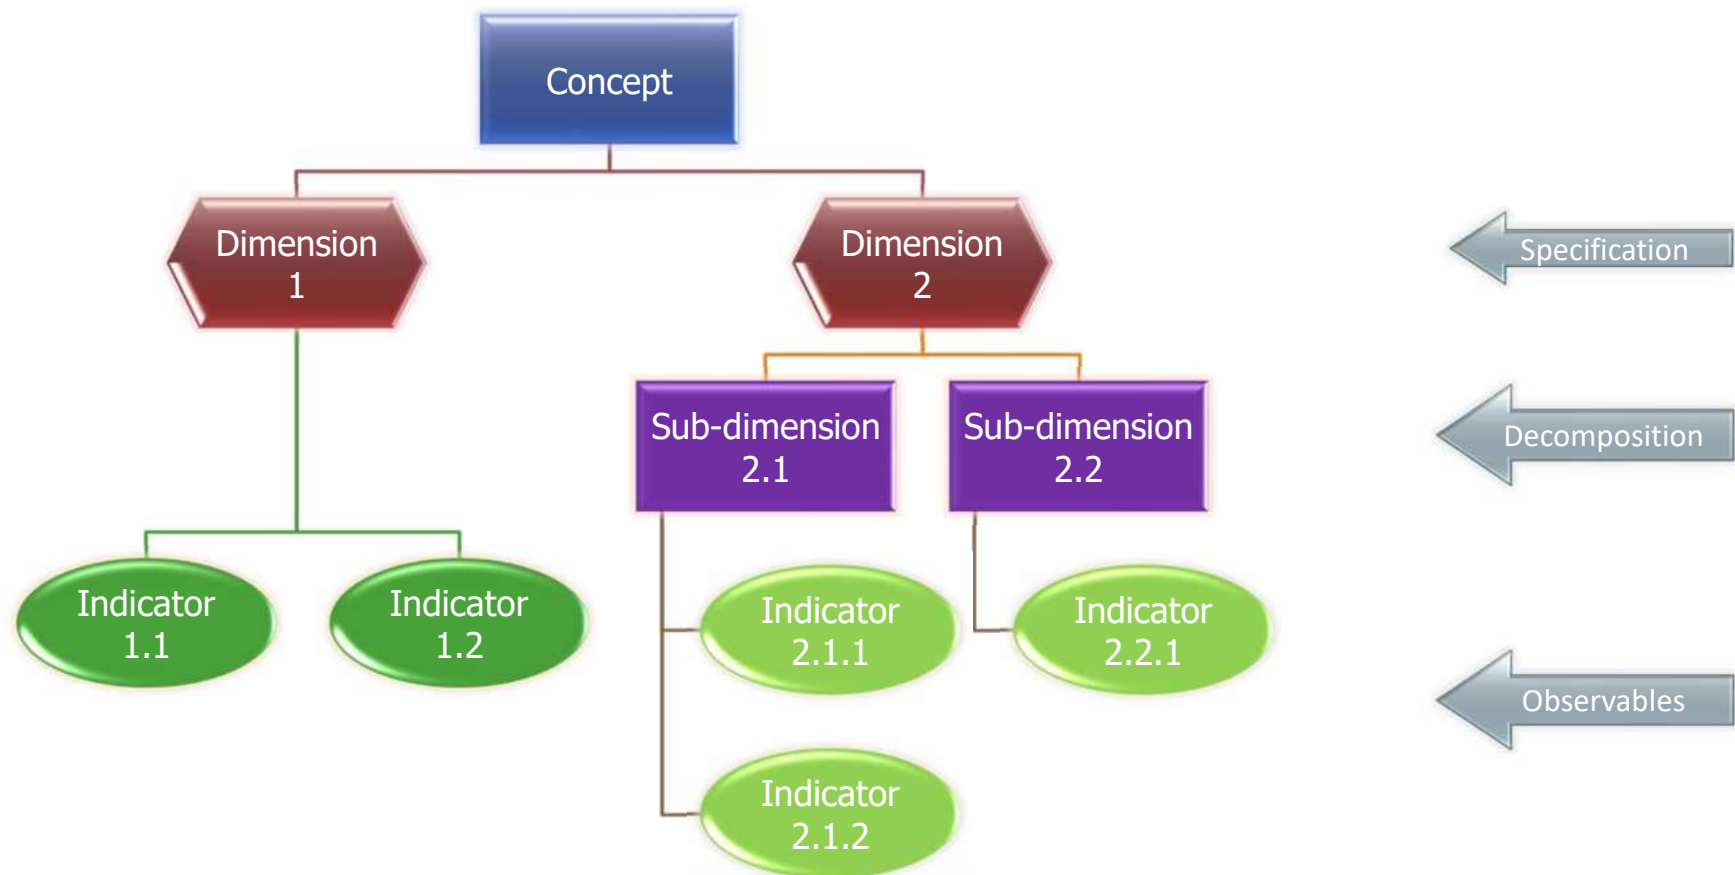 Concept
Dimension
1
Dimension
2
Specification
Sub-dimension
2.1
Sub-dimension
2.2
Decomposition
Indicator
1.1
Indicator
1.2
Indicator
2.1.1
Indicator
2.2.1
Observables
Indicator
2.1.2